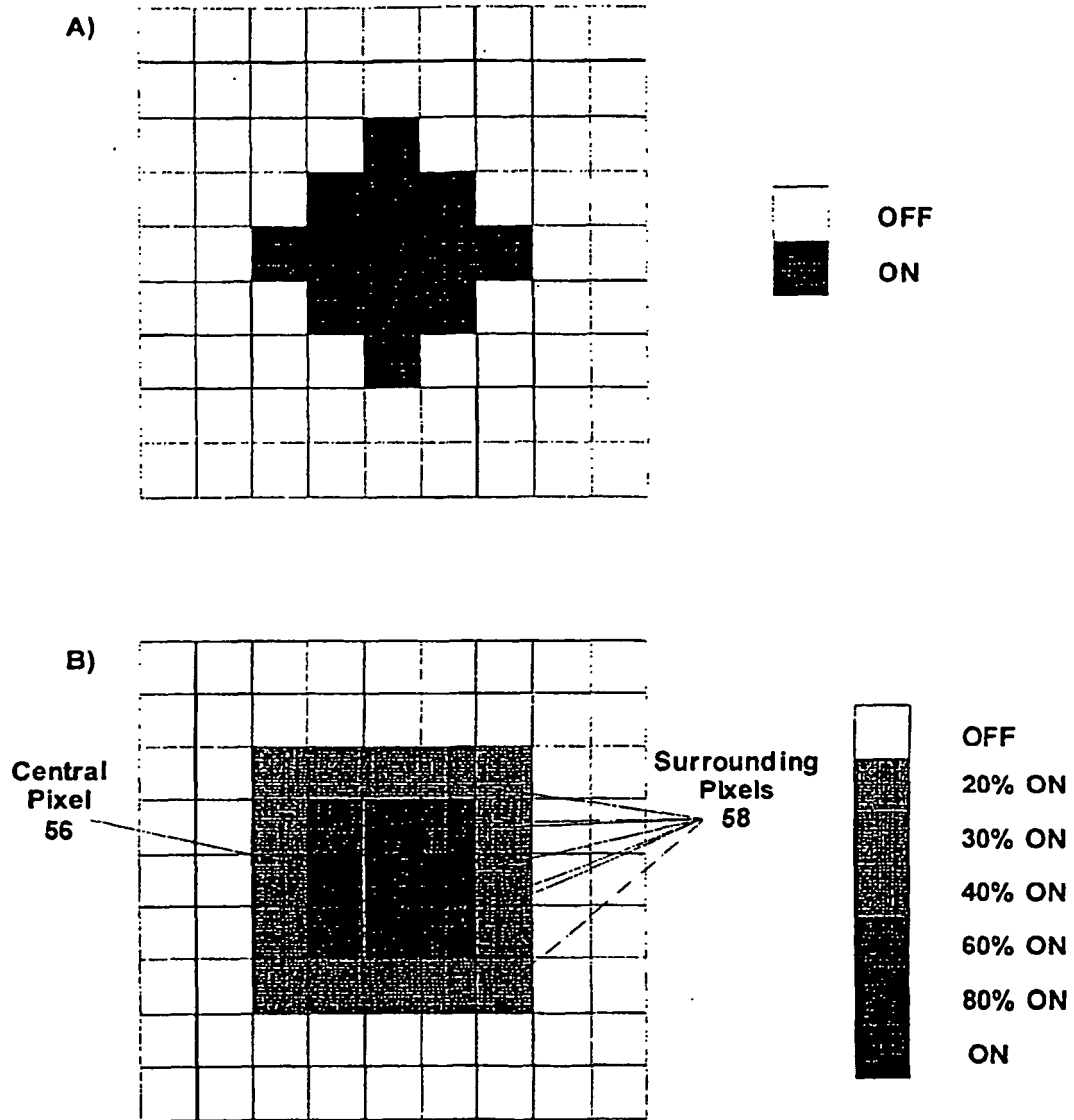 A)
OFF
ON
B)
Central
Pixel
56
Surrounding
Pixels
58
OFF
20% ON
30% ON
40% ON
60% ON
80% ON
ON